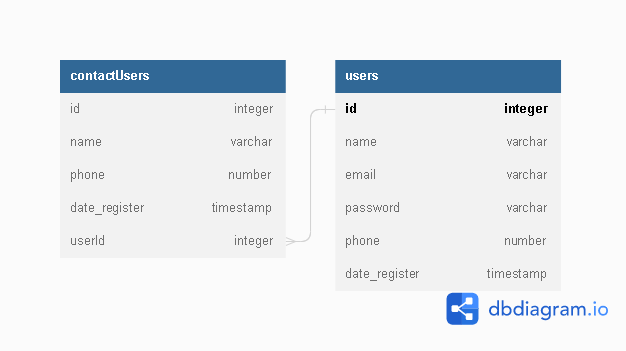 contactUsers
id integer
name varchar
phone number
date_register timestamp
userId integer
users
id integer
name varchar
email varchar
password varchar
phone number
date_register timestamp
dbdiagram.io